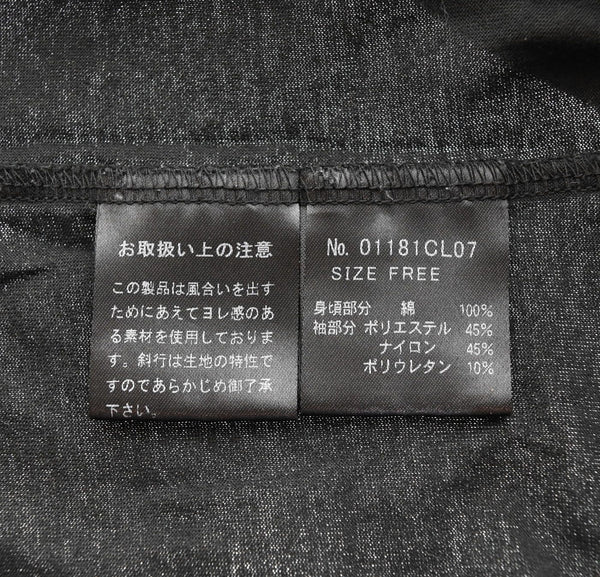 お取扱い上の注意
この製品は風合いを出す
ためにあえてヨレ感のあ
る素材を使用しておりま
す。斜行は生地の特性で
すのであらかじめ御了承
下さい。
No. 01181CL07
SIZE FREE
身頃部分 綿 100%
袖部分 ポリエステル 45%
ナイロン 45%
ポリウレタン 10%